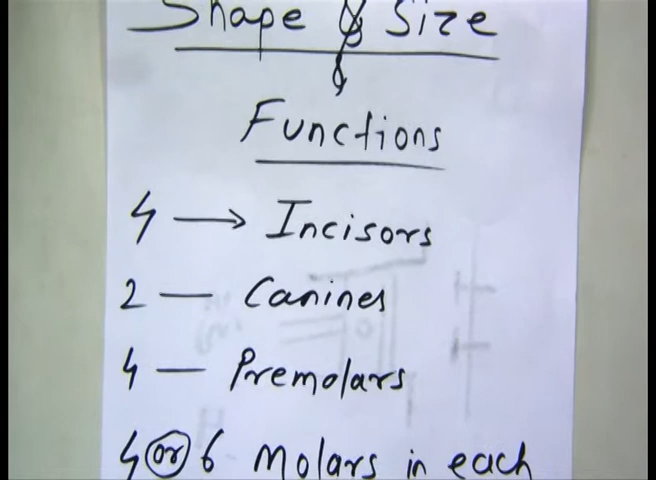 Shape & Size
&
Functions
4 → Incisors
2 — Canines
4 — Premolars
4 or 6 Molars in each